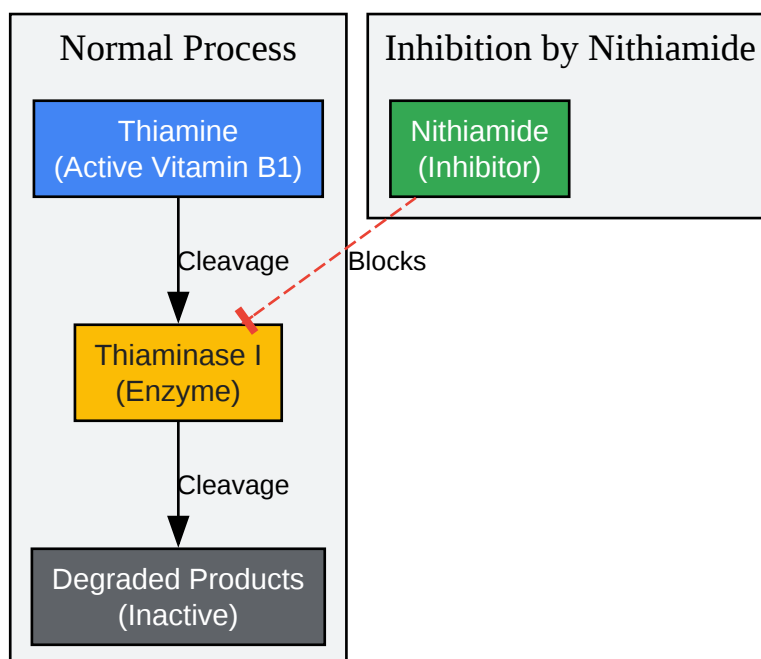 Normal Process
Inhibition by Nithiamide
Thiamine
(Active Vitamin B1)
Nithiamide
(Inhibitor)
Cleavage
Blocks
Thiaminase I
(Enzyme)
Cleavage
Degraded Products
(Inactive)